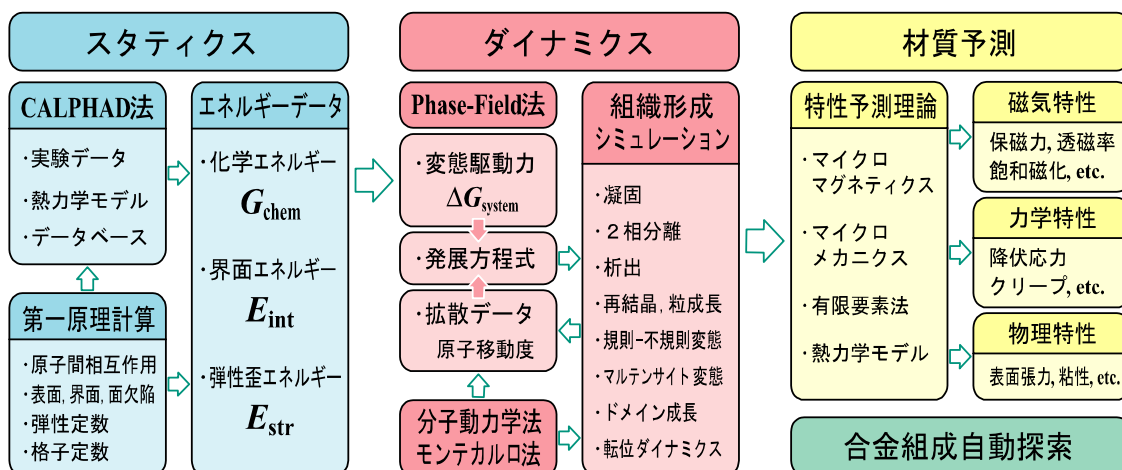 スタティクス
CALPHAD法
・実験データ
・熱力学モデル
・データベース
第一原理計算
・原子間相互作用
・表面, 界面, 面欠陥
・弾性定数
・格子定数
エネルギーデータ
・化学エネルギー
Gchem
・界面エネルギー
Eint
・弾性歪エネルギー
Estr
ダイナミクス
Phase-Field法
・変態駆動力
ΔGsystem
・発展方程式
・拡散データ
原子移動度
分子動力学法
モンテカルロ法
組織形成
シミュレーション
・凝固
・２相分離
・析出
・再結晶, 粒成長
・規則−不規則変態
・マルテンサイト変態
・ドメイン成長
・転位ダイナミクス
材質予測
特性予測理論
・マイクロ
マグネティクス
・マイクロ
メカニクス
・有限要素法
・熱力学モデル
磁気特性
保磁力, 透磁率
飽和磁化, etc.
力学特性
降伏応力
クリープ, etc.
物理特性
表面張力, 粘性, etc.
合金組成自動探索